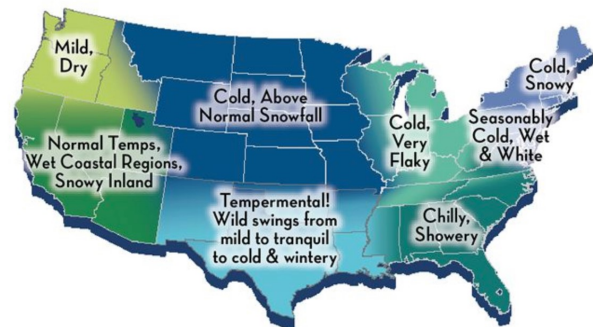 Mild,
Dry
Cold, Above
Normal Snowfall
Cold,
Snowy
Normal Temps,
Wet Coastal Regions,
Snowy Inland
Cold,
Very
Flaky
Seasonably
Cold, Wet
& White
Tempermental!
Wild swings from
mild to tranquil
to cold & wintery
Chilly,
Showery